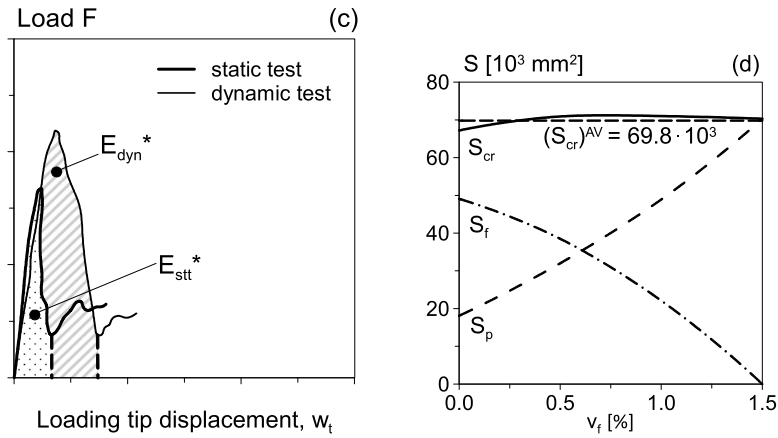 Load F (c)
static test
dynamic test
E_dyn*
E_stt*
Loading tip displacement, w_t
S [10³ mm²] (d)
80
(S_cr)^AV = 69.8·10³
60
S_cr
S_f
40
20
S_p
0
0.0 0.5 1.0 1.5
v_f [%]